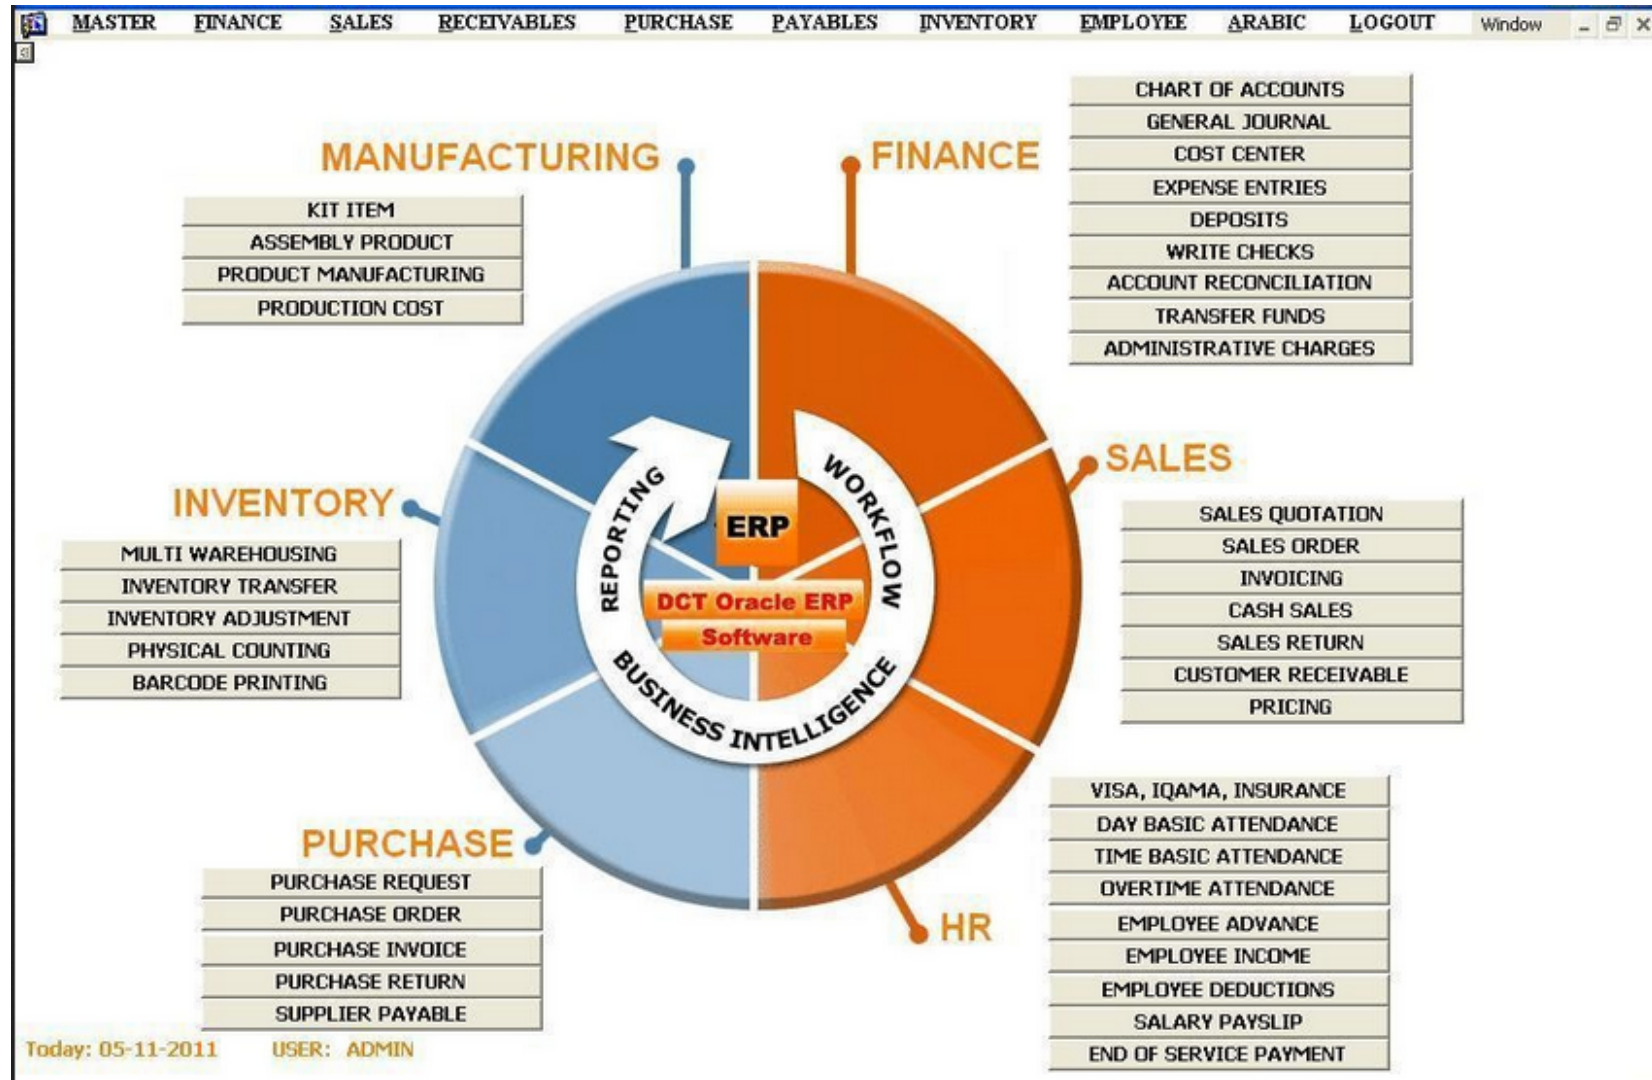 MASTER FINANCE SALES RECEIVABLES PURCHASE PAYABLES INVENTORY EMPLOYEE ARABIC LOGOUT Window
MANUFACTURING
KIT ITEM
ASSEMBLY PRODUCT
PRODUCT MANUFACTURING
PRODUCTION COST
FINANCE
CHART OF ACCOUNTS
GENERAL JOURNAL
COST CENTER
EXPENSE ENTRIES
DEPOSITS
WRITE CHECKS
ACCOUNT RECONCILIATION
TRANSFER FUNDS
ADMINISTRATIVE CHARGES
INVENTORY
MULTI WAREHOUSING
INVENTORY TRANSFER
INVENTORY ADJUSTMENT
PHYSICAL COUNTING
BARCODE PRINTING
REPORTING
WORKFLOW
BUSINESS INTELLIGENCE
ERP
DCT Oracle ERP
Software
SALES
SALES QUOTATION
SALES ORDER
INVOICING
CASH SALES
SALES RETURN
CUSTOMER RECEIVABLE
PRICING
PURCHASE
PURCHASE REQUEST
PURCHASE ORDER
PURCHASE INVOICE
PURCHASE RETURN
SUPPLIER PAYABLE
HR
VISA, IQAMA, INSURANCE
DAY BASIC ATTENDANCE
TIME BASIC ATTENDANCE
OVERTIME ATTENDANCE
EMPLOYEE ADVANCE
EMPLOYEE INCOME
EMPLOYEE DEDUCTIONS
SALARY PAYSLIP
END OF SERVICE PAYMENT
Today: 05-11-2011 USER: ADMIN